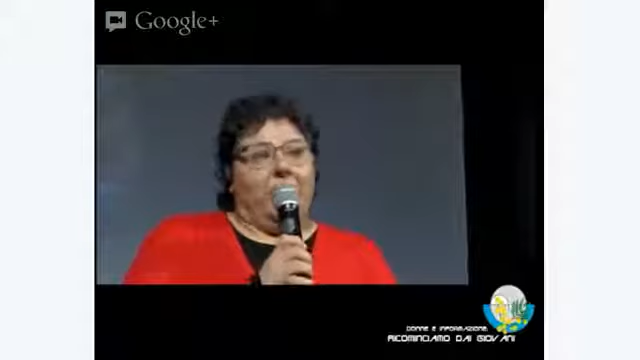 Google+
DONNE E INFORMAZIONE
RICOMINCIAMO DAI GIOVANI